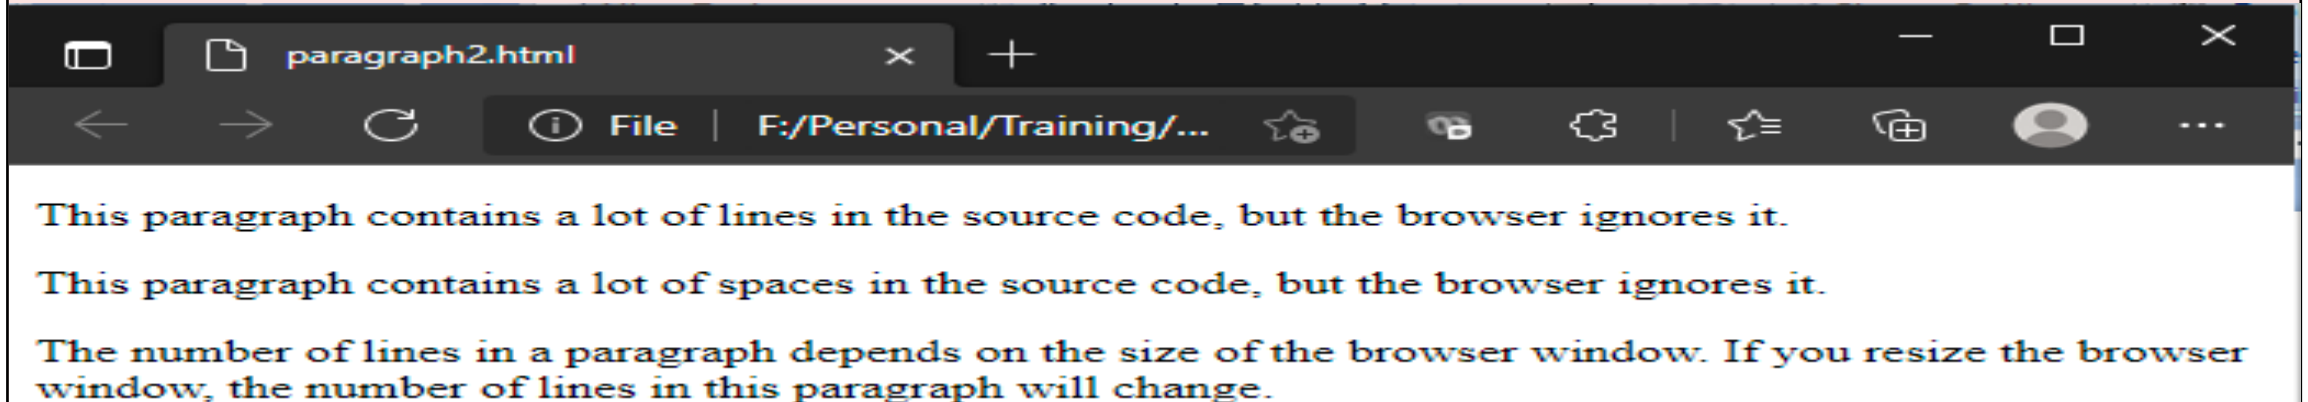 paragraph2.html
File | F:/Personal/Training/...
This paragraph contains a lot of lines in the source code, but the browser ignores it.
This paragraph contains a lot of spaces in the source code, but the browser ignores it.
The number of lines in a paragraph depends on the size of the browser window. If you resize the browser
window, the number of lines in this paragraph will change.